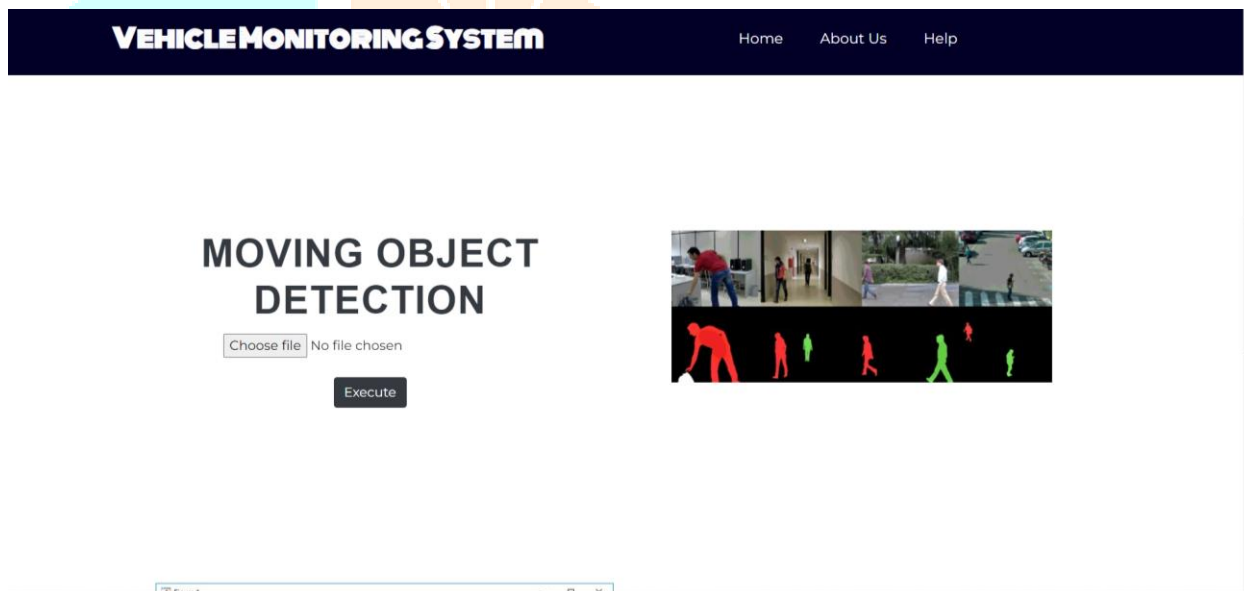 VEHICLE MONITORING SYSTEM
Home About Us Help
MOVING OBJECT
DETECTION
Choose file No file chosen
Execute